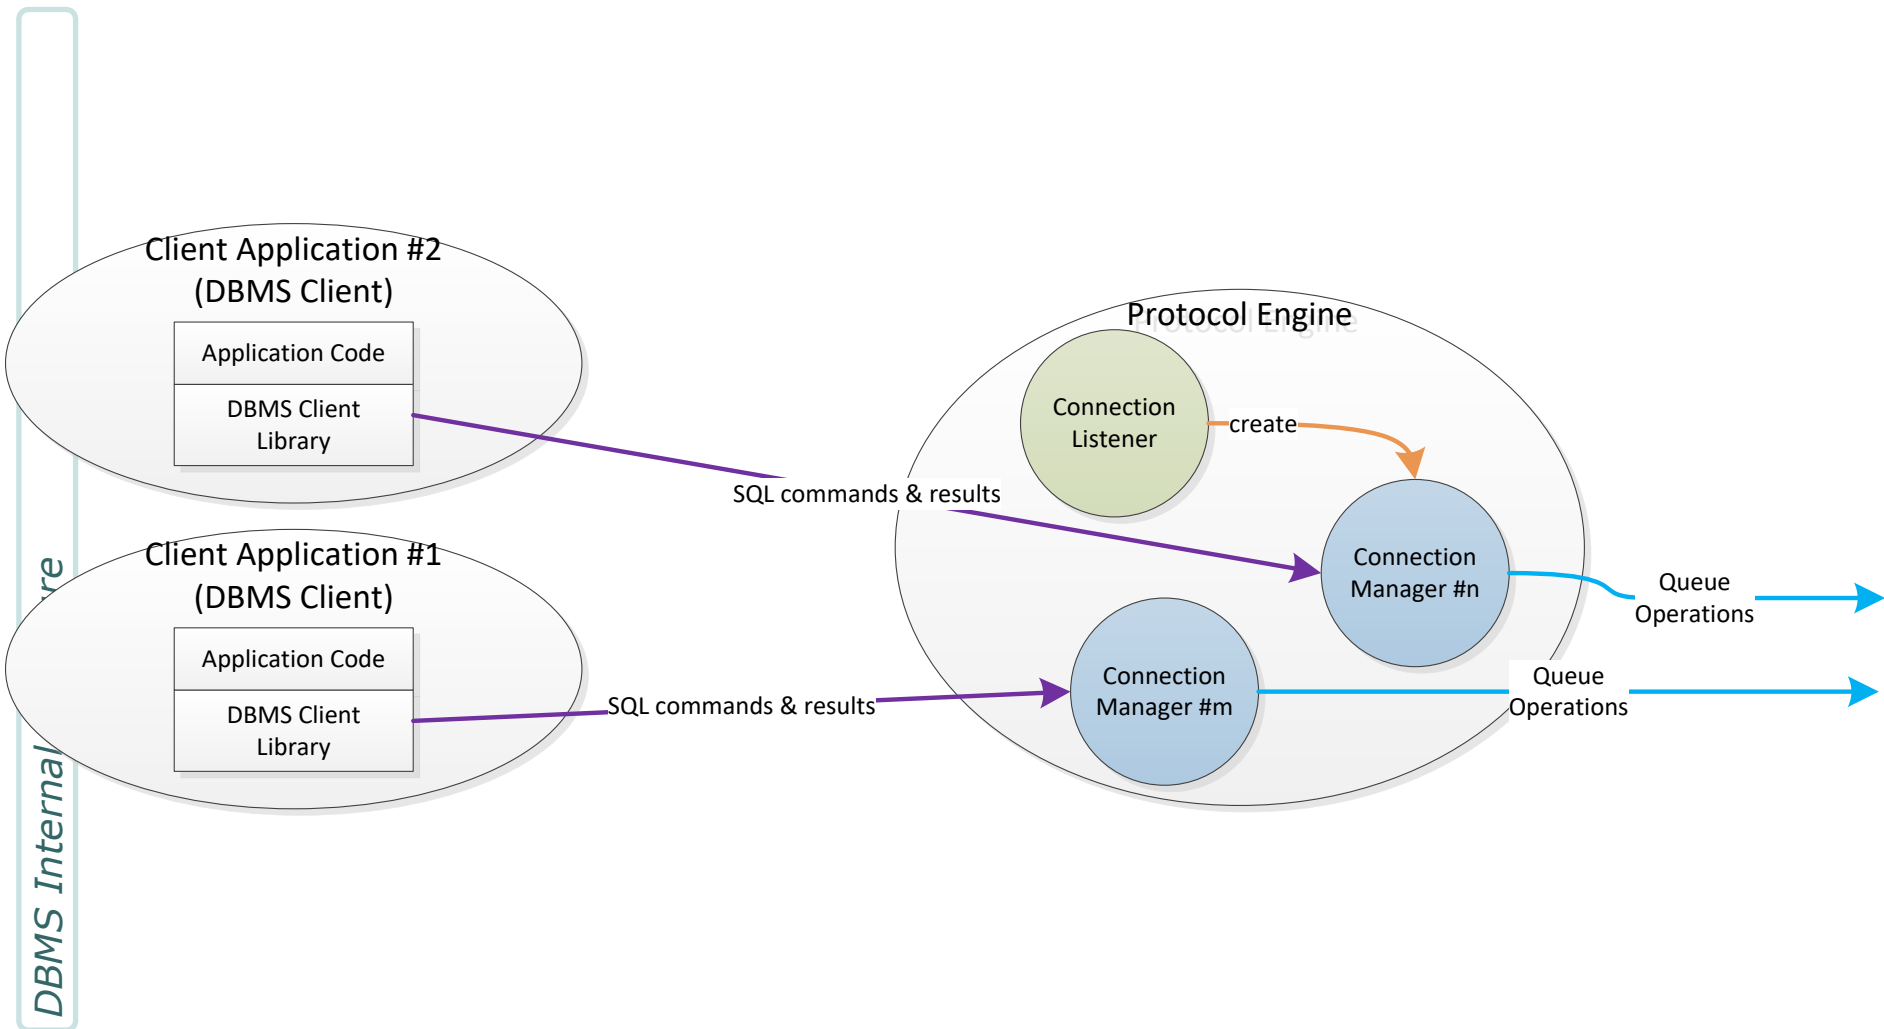 DBMS Internal
re
Client Application #2
(DBMS Client)
Application Code
DBMS Client
Library
Client Application #1
(DBMS Client)
Application Code
DBMS Client
Library
SQL commands & results
SQL commands & results
Protocol Engine
Connection
Listener
create
Connection
Manager #n
Connection
Manager #m
Queue
Operations
Queue
Operations